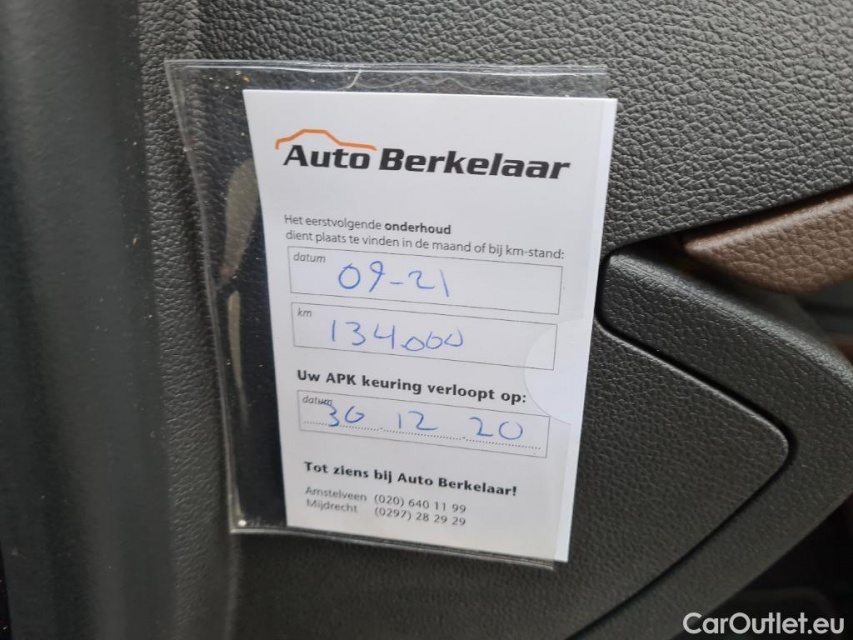 Auto Berkelaar
Het eerstvolgende onderhoud
dient plaats te vinden in de maand of bij km-stand:
datum
09-21
km
134.000
Uw APK keuring verloopt op:
datum
30.12.20
Tot ziens bij Auto Berkelaar!
Amstelveen (020) 640 11 99
Mijdrecht (0297) 28 29 29
CarOutlet.eu